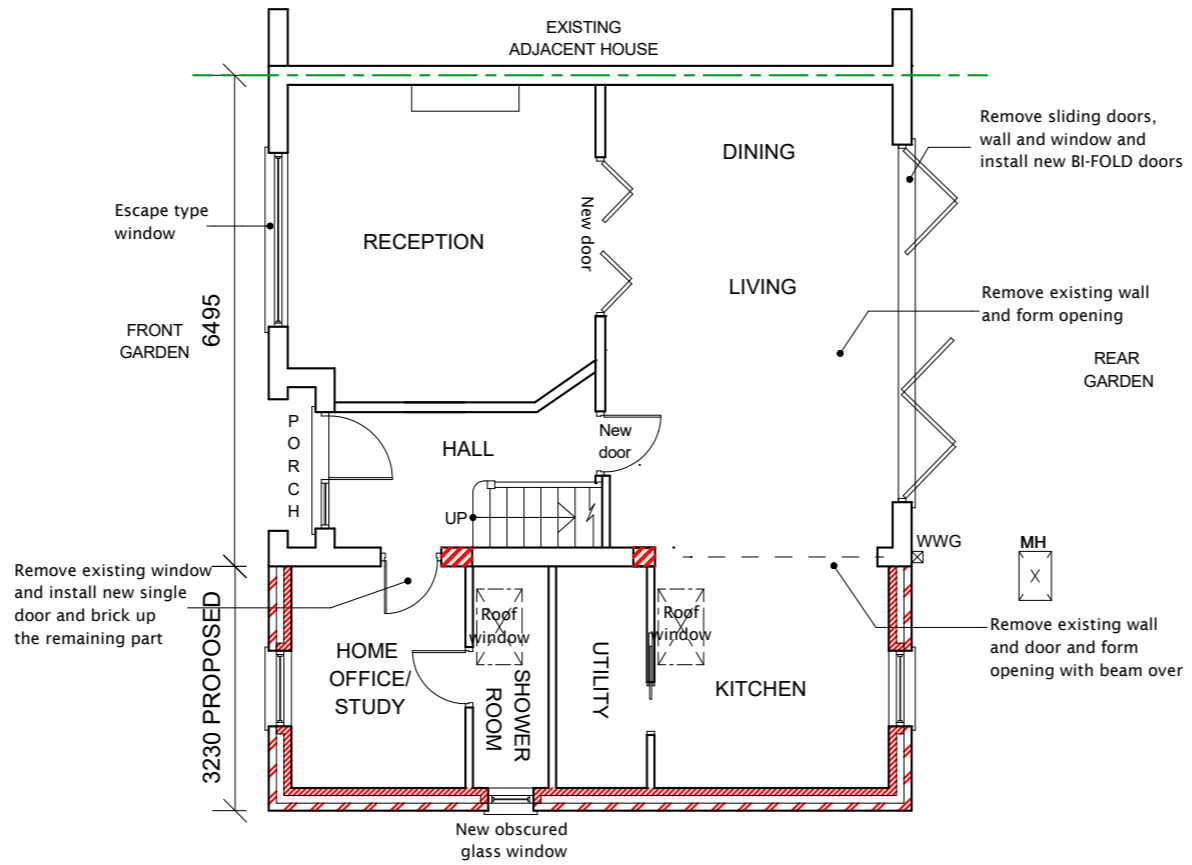 EXISTING
ADJACENT HOUSE
Remove sliding doors,
wall and window and
install new BI-FOLD doors
DINING
Escape type
window
RECEPTION
New door
LIVING
Remove existing wall
and form opening
6495
FRONT
GARDEN
REAR
GARDEN
PORCH
HALL
New
door
UP
WWG
MH
X
Remove existing window
and install new single
door and brick up
the remaining part
3230 PROPOSED
Roof
window
Roof
window
Remove existing wall
and door and form
opening with beam over
HOME
OFFICE/
STUDY
SHOWER
ROOM
UTILITY
KITCHEN
New obscured
glass window